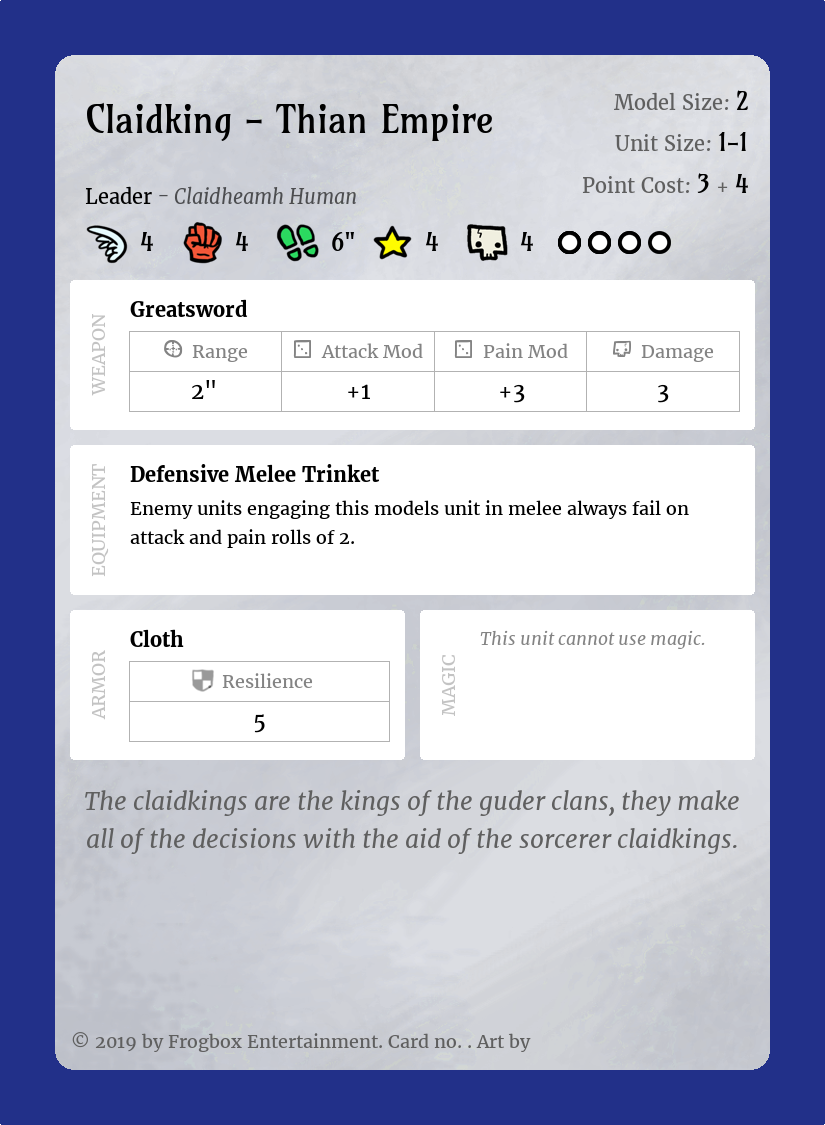 Claidking – Thian Empire
Model Size: 2
Unit Size: 1–1
Point Cost: 3 + 4
Leader – Claidheamh Human
4 4 6" 4 4
WEAPON
Greatsword
Range Attack Mod Pain Mod Damage
2" +1 +3 3
EQUIPMENT
Defensive Melee Trinket
Enemy units engaging this models unit in melee always fail on
attack and pain rolls of 2.
ARMOR
Cloth
Resilience
5
MAGIC
This unit cannot use magic.
The claidkings are the kings of the guder clans, they make
all of the decisions with the aid of the sorcerer claidkings.
© 2019 by Frogbox Entertainment. Card no. . Art by